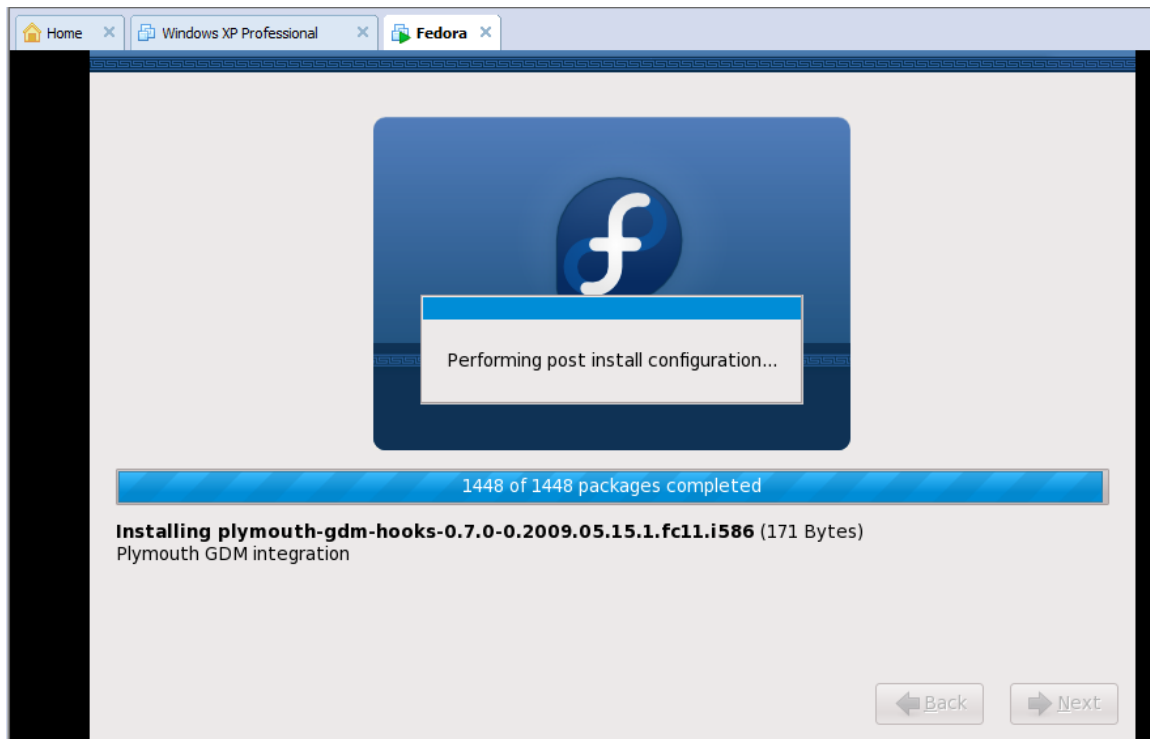 Home
Windows XP Professional
Fedora
Performing post install configuration...
1448 of 1448 packages completed
Installing plymouth-gdm-hooks-0.7.0-0.2009.05.15.1.fc11.i586 (171 Bytes)
Plymouth GDM integration
Back
Next